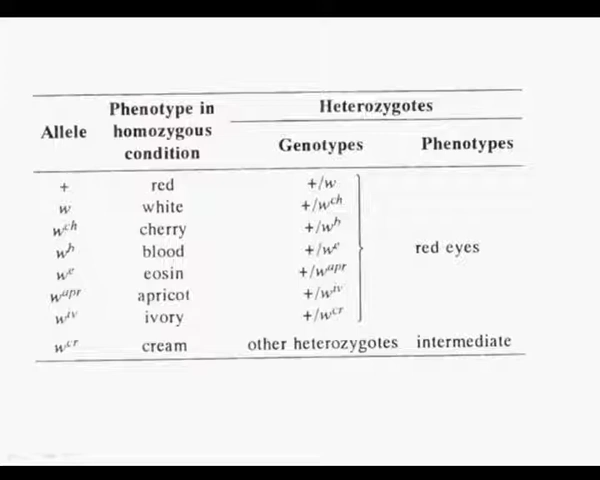 Allele Phenotype in homozygous condition Heterozygotes
Genotypes Phenotypes
+ red +/w
w white +/w^ch
w^ch cherry +/w^h
w^h blood +/w^e red eyes
w^e eosin +/w^apr
w^apr apricot +/w^iv
w^iv ivory +/w^cr
w^cr cream other heterozygotes intermediate